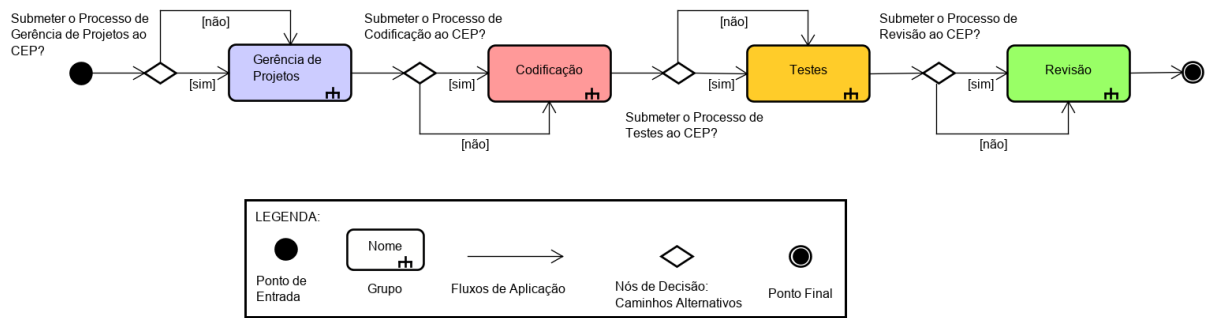 Submeter o Processo de
Gerência de Projetos ao
CEP?
[não]
[sim]
Gerência de
Projetos
Submeter o Processo de
Codificação ao CEP?
[sim]
[não]
Codificação
[não]
[sim]
Submeter o Processo de
Testes ao CEP?
Testes
Submeter o Processo de
Revisão ao CEP?
[sim]
[não]
Revisão
LEGENDA:
Ponto de
Entrada
Nome
Grupo
Fluxos de Aplicação
Nós de Decisão:
Caminhos Alternativos
Ponto Final